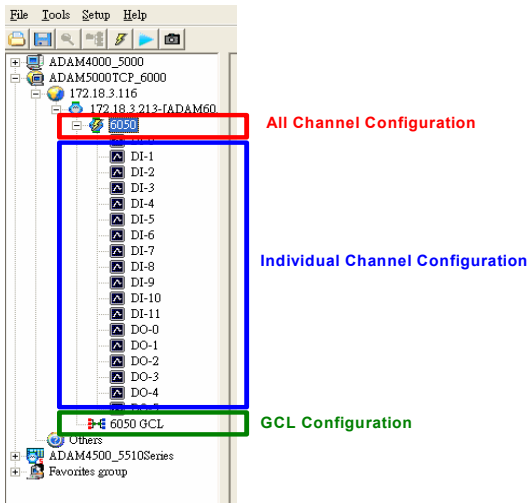 File Tools Setup Help
ADAM4000_5000
ADAM5000TCP_6000
172.18.3.116
172.18.3.213-[ADAM60
6050
All Channel Configuration
DI-1
DI-2
DI-3
DI-4
DI-5
DI-6
DI-7
DI-8
Individual Channel Configuration
DI-9
DI-10
DI-11
DO-0
DO-1
DO-2
DO-3
DO-4
6050 GCL
GCL Configuration
Others
ADAM4500_5510Series
Favorites group